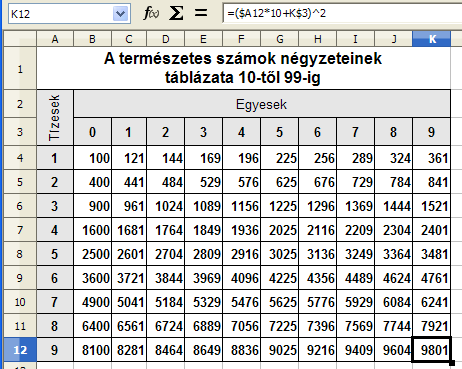 K12 f(x) Σ = =($A12*10+K$3)^2
A B C D E F G H I J K
1 A természetes számok négyzeteinek
táblázata 10-től 99-ig
2 Tízesek Egyesek
3 0 1 2 3 4 5 6 7 8 9
4 1 100 121 144 169 196 225 256 289 324 361
5 2 400 441 484 529 576 625 676 729 784 841
6 3 900 961 1024 1089 1156 1225 1296 1369 1444 1521
7 4 1600 1681 1764 1849 1936 2025 2116 2209 2304 2401
8 5 2500 2601 2704 2809 2916 3025 3136 3249 3364 3481
9 6 3600 3721 3844 3969 4096 4225 4356 4489 4624 4761
10 7 4900 5041 5184 5329 5476 5625 5776 5929 6084 6241
11 8 6400 6561 6724 6889 7056 7225 7396 7569 7744 7921
12 9 8100 8281 8464 8649 8836 9025 9216 9409 9604 9801